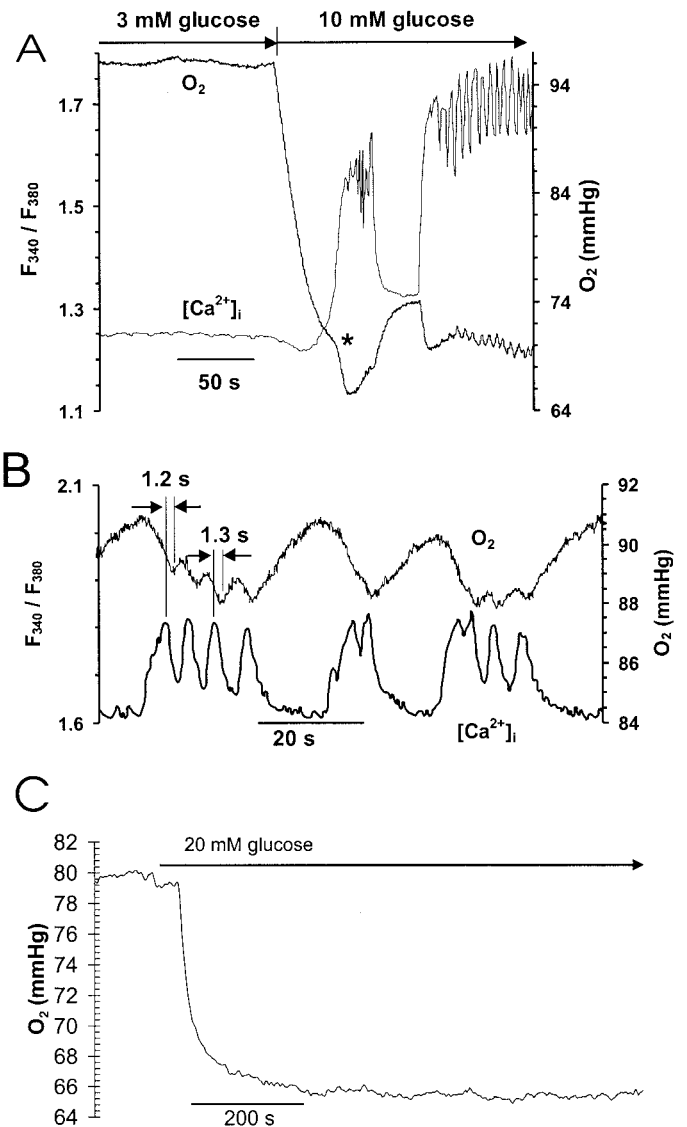 A
3 mM glucose
10 mM glucose
O2
1.7
1.5
1.3
1.1
F340 / F380
94
84
74
64
O2 (mmHg)
[Ca2+]i
*
50 s
B
2.1
1.6
F340 / F380
1.2 s
1.3 s
O2
92
90
88
86
84
O2 (mmHg)
20 s
[Ca2+]i
C
82
80
78
76
74
72
70
68
66
64
O2 (mmHg)
20 mM glucose
200 s